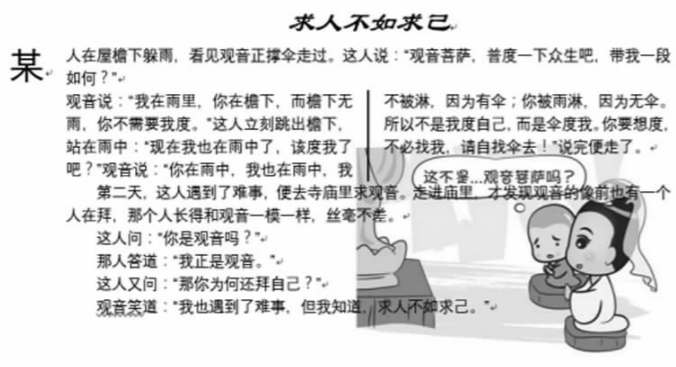 求人不如求己
某
人在屋檐下躲雨，看见观音正撑伞走过。这人说：“观音菩萨，普度一下众生吧，带我一段
如何？”
观音说：“我在雨里，你在檐下，而檐下无
雨，你不需要我度。”这人立刻跳出檐下，
站在雨中：“现在我也在雨中了，该度我了
吧？”观音说：“你在雨中，我也在雨中，我
不被淋，因为有伞；你被雨淋，因为无伞。
所以不是我度自己，而是伞度我。你要想度，
不必找我，请自找伞去！”说完便走了。
这不是…观音菩萨吗？
第二天，这人遇到了难事，便去寺庙里求观音。走进庙里，才发现观音的像前也有一个
人在拜，那个人长得和观音一模一样，丝毫不差。
这人问：“你是观音吗？”
那人答道：“我正是观音。”
这人又问：“那你为何还拜自己？”
观音笑道：“我也遇到了难事，但我知道，求人不如求己。”